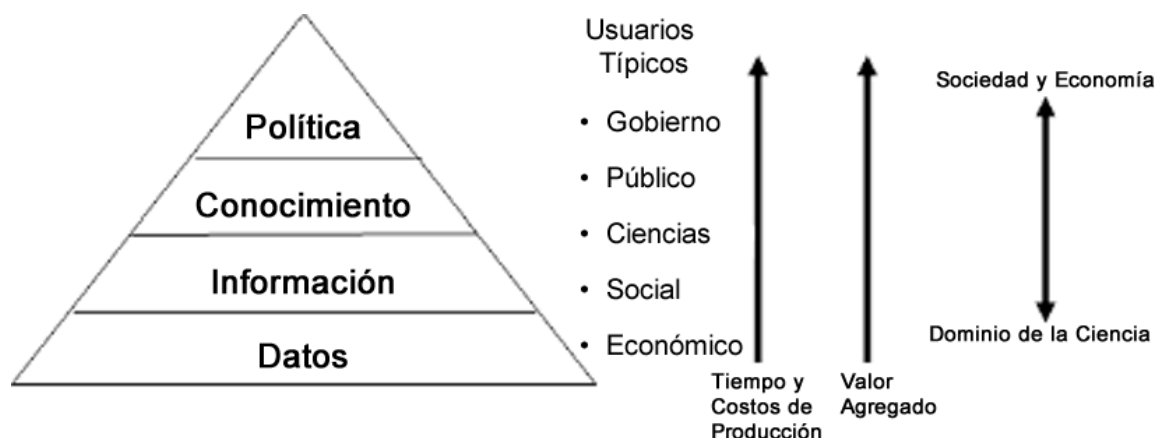 Política
Conocimiento
Información
Datos
Usuarios
Típicos
• Gobierno
• Público
• Ciencias
• Social
• Económico
Tiempo y
Costos de
Producción
Valor
Agregado
Sociedad y Economía
Dominio de la Ciencia